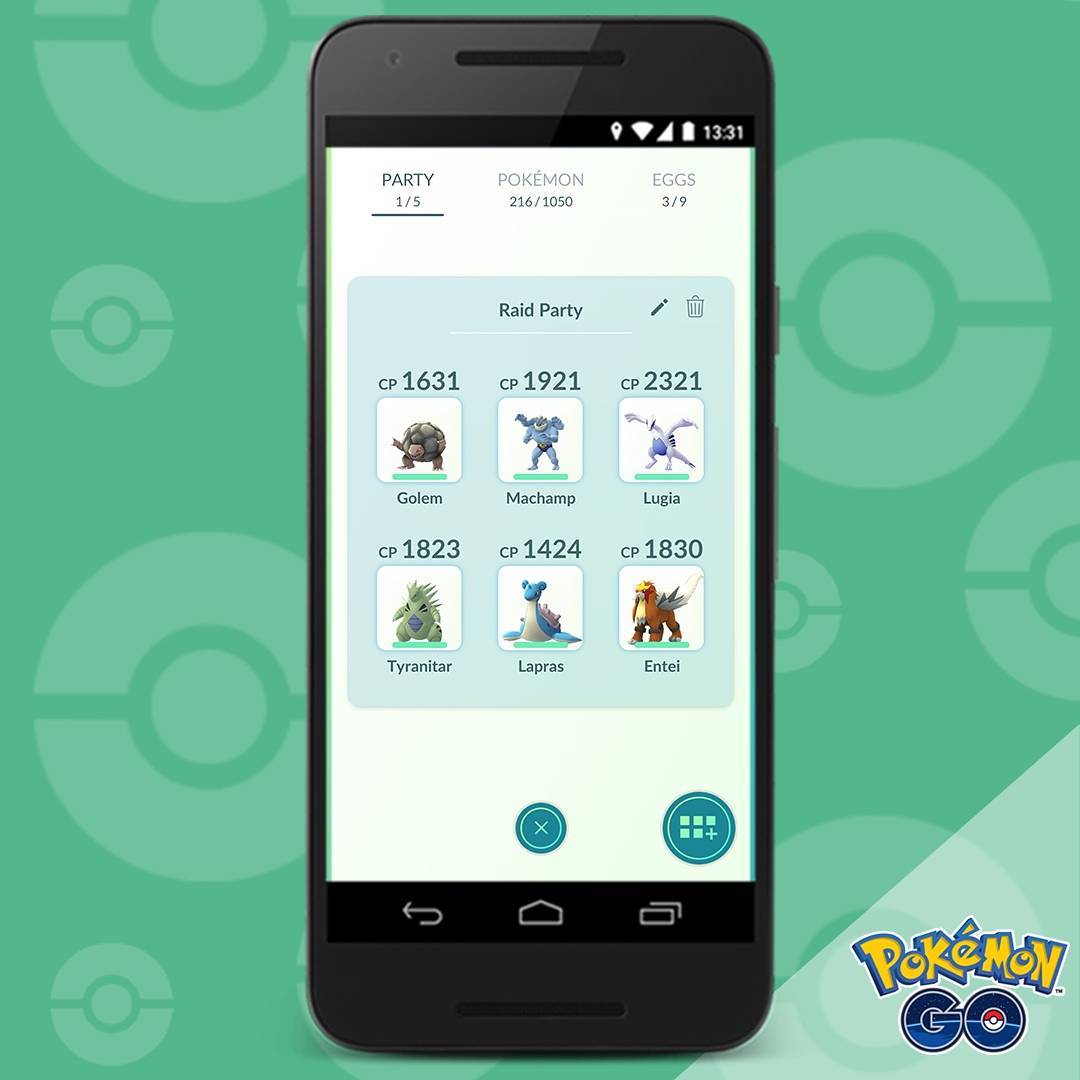 13:31
PARTY POKÉMON EGGS
1/5 216/1050 3/9
Raid Party
CP 1631 CP 1921 CP 2321
Golem Machamp Lugia
CP 1823 CP 1424 CP 1830
Tyranitar Lapras Entei
POKéMON™
GO